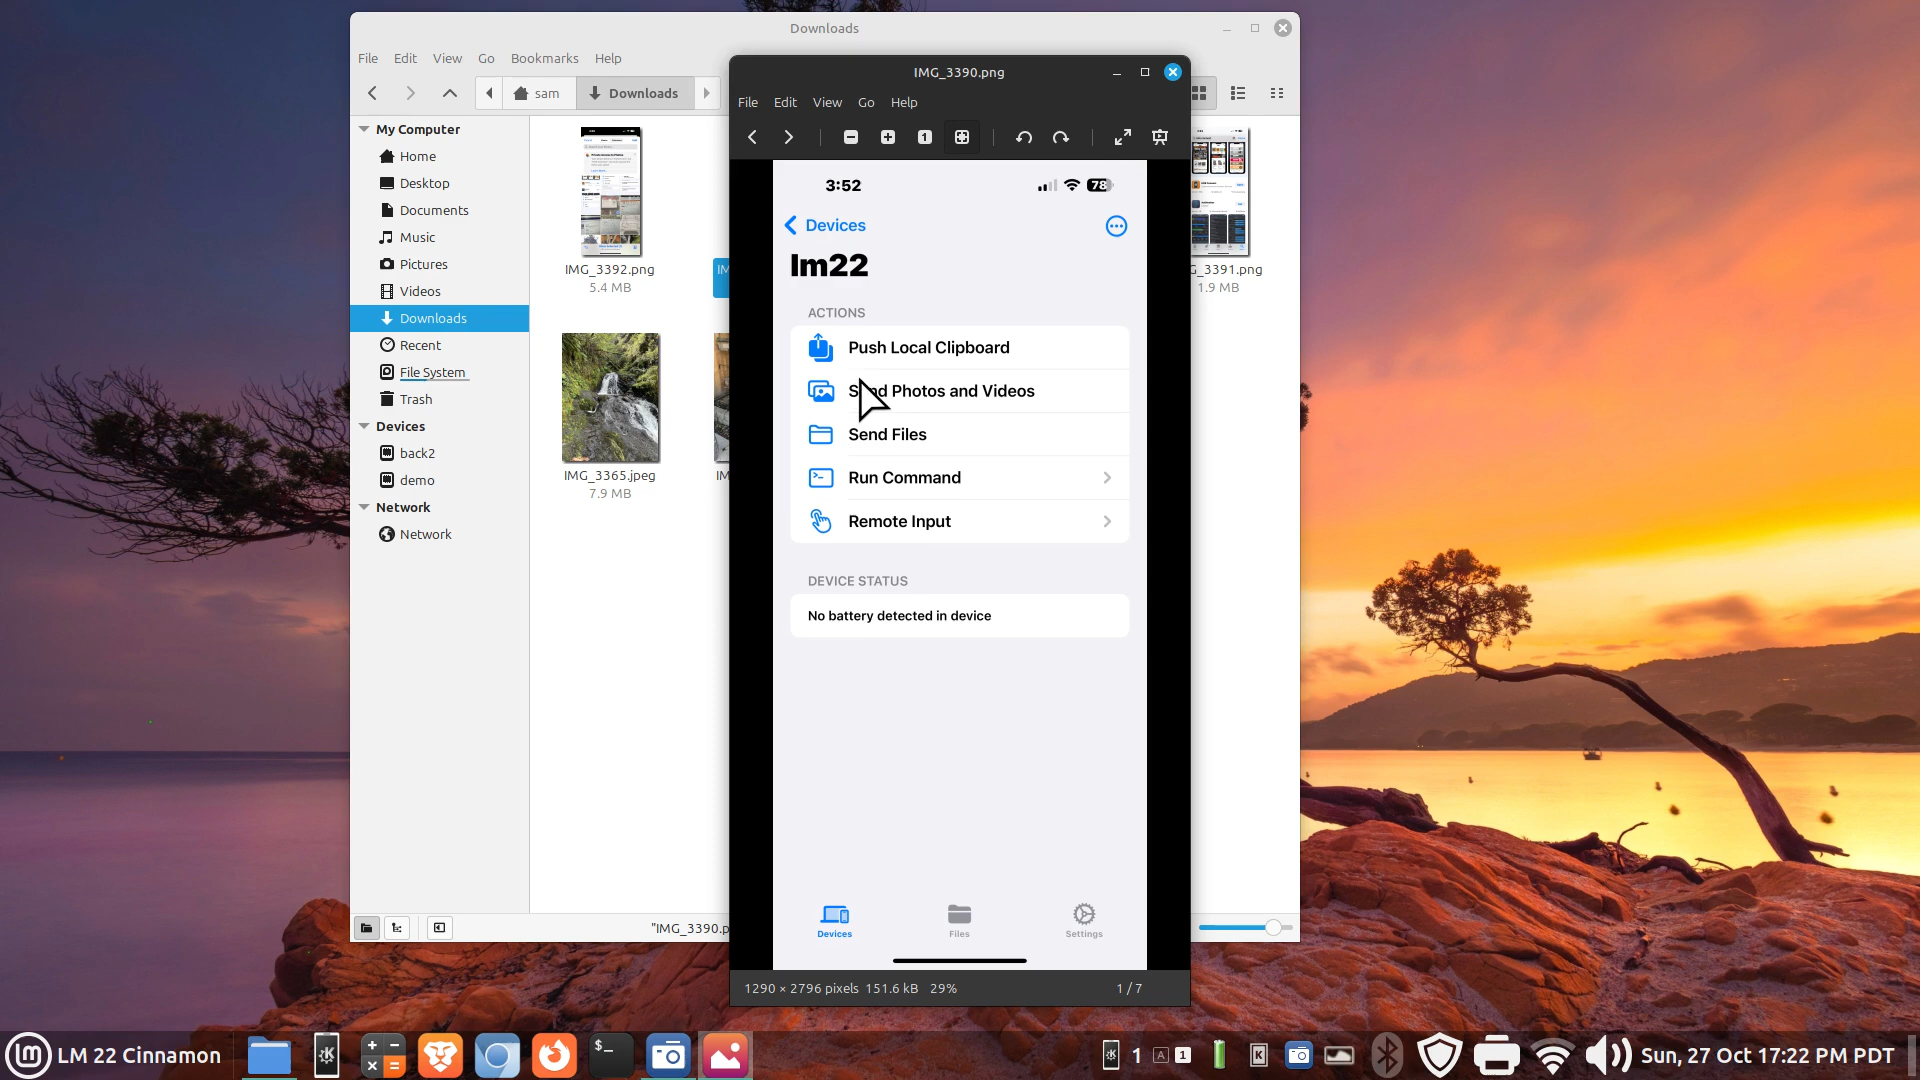 Downloads
File Edit View Go Bookmarks Help
sam Downloads
My Computer
Home
Desktop
Documents
Music
Pictures
Videos
Downloads
Recent
File System
Trash
Devices
back2
demo
Network
Network
IMG_3392.png
5.4 MB
IM
G_3391.png
1.9 MB
IMG_3365.jpeg
7.9 MB
IM
"IMG_3390.p
IMG_3390.png
File Edit View Go Help
3:52
78
Devices
lm22
ACTIONS
Push Local Clipboard
Send Photos and Videos
Send Files
Run Command
Remote Input
DEVICE STATUS
No battery detected in device
Devices Files Settings
1290 × 2796 pixels 151.6 kB 29% 1 / 7
LM 22 Cinnamon
1 A 1
Sun, 27 Oct 17:22 PM PDT